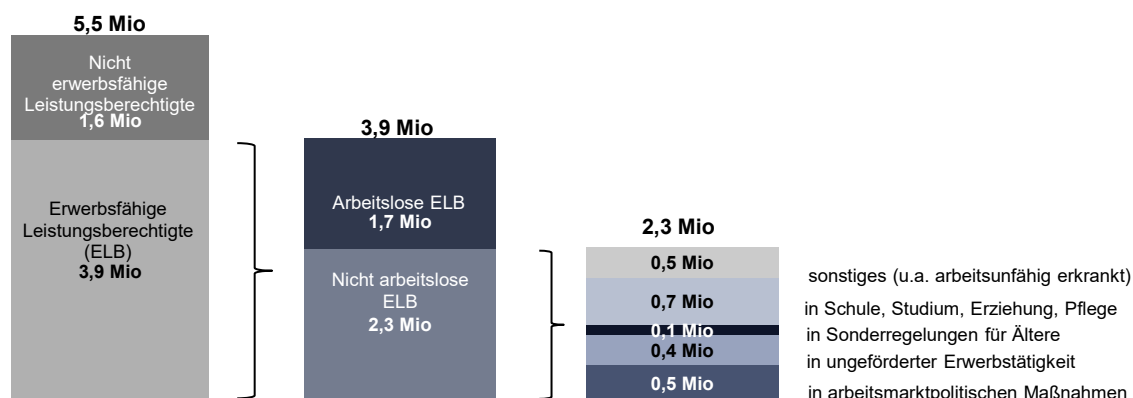 5,5 Mio
Nicht
erwerbsfähige
Leistungsberechtigte
1,6 Mio
Erwerbsfähige
Leistungsberechtigte
(ELB)
3,9 Mio
3,9 Mio
Arbeitslose ELB
1,7 Mio
Nicht arbeitslose
ELB
2,3 Mio
2,3 Mio
0,5 Mio
sonstiges (u.a. arbeitsunfähig erkrankt)
0,7 Mio
in Schule, Studium, Erziehung, Pflege
0,1 Mio
in Sonderregelungen für Ältere
0,4 Mio
in ungeförderter Erwerbstätigkeit
0,5 Mio
in arbeitsmarktpolitischen Maßnahmen